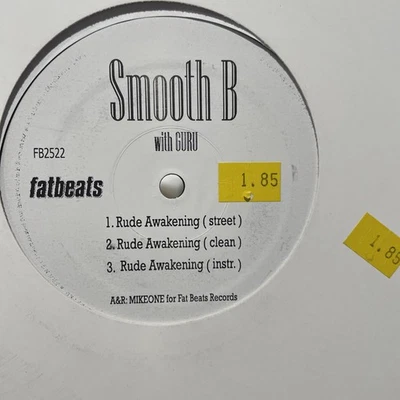 Smooth B
with GURU
FB2522
fatbeats
1.85
1. Rude Awakening ( street )
2. Rude Awakening ( clean )
3. Rude Awakening ( instr. )
A&R: MIKEONE for Fat Beats Records
1.85